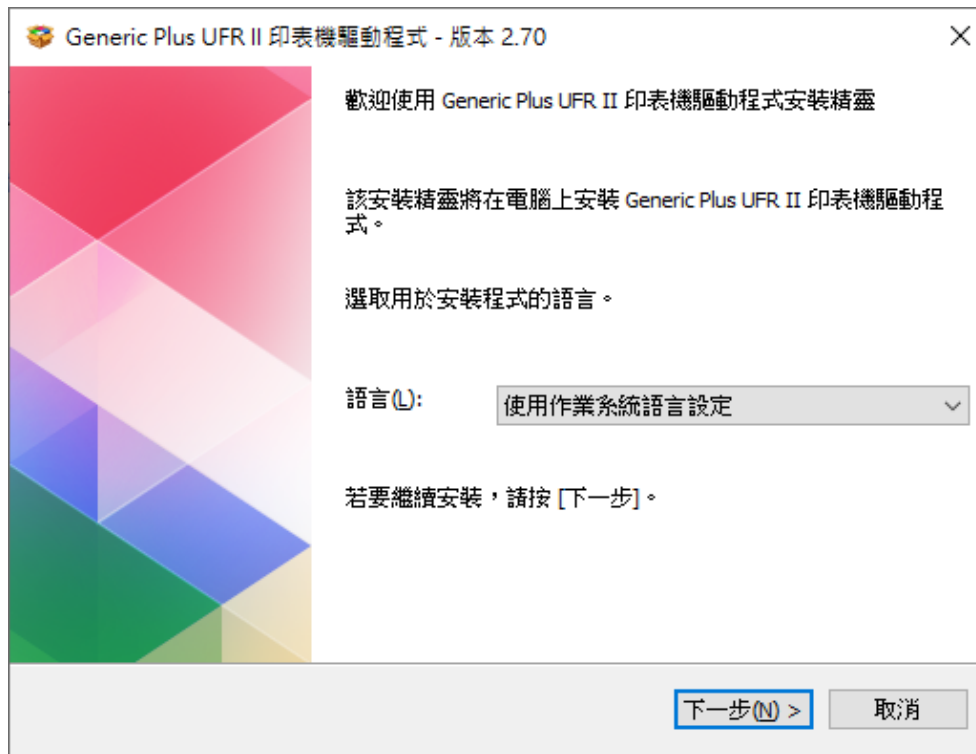 Generic Plus UFR II 印表機驅動程式 - 版本 2.70
歡迎使用 Generic Plus UFR II 印表機驅動程式安裝精靈
該安裝精靈將在電腦上安裝 Generic Plus UFR II 印表機驅動程
式。
選取用於安裝程式的語言。
語言(L):
使用作業系統語言設定
若要繼續安裝，請按 [下一步]。
下一步(N) >
取消